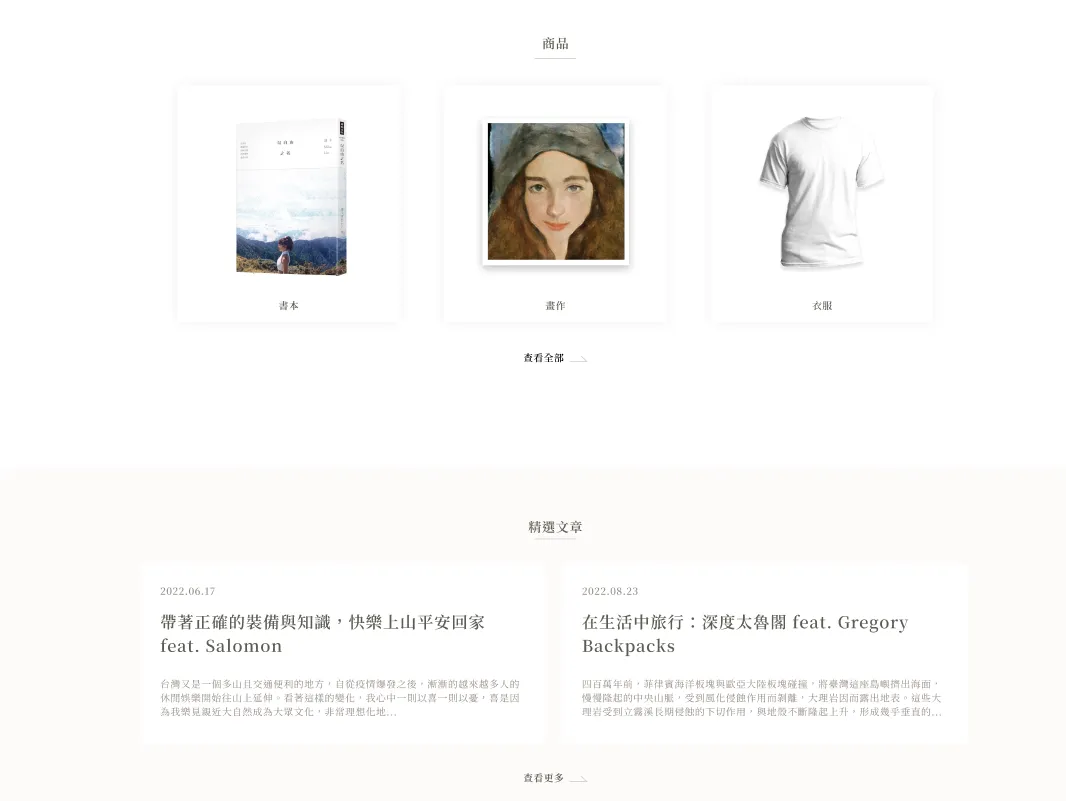 商品
書本
畫作
衣服
查看全部
精選文章
2022.06.17
帶著正確的裝備與知識，快樂上山平安回家
feat. Salomon
台灣又是一個多山且交通便利的地方，自從疫情爆發之後，漸漸的越來越多人的
休閒娛樂開始往山上延伸。看著這樣的變化，我心中一則以喜一則以憂，喜是因
為我樂見親近大自然成為大眾文化，非常理想化地...
2022.08.23
在生活中旅行：深度太魯閣 feat. Gregory
Backpacks
四百萬年前，菲律賓海洋板塊與歐亞大陸板塊碰撞，將臺灣這座島嶼擠出海面，
慢慢隆起的中央山脈，受到風化侵蝕作用而剝離，大理岩因而露出地表。這些大
理岩受到立霧溪長期侵蝕的下切作用，與地殼不斷隆起上升，形成幾乎垂直的...
查看更多